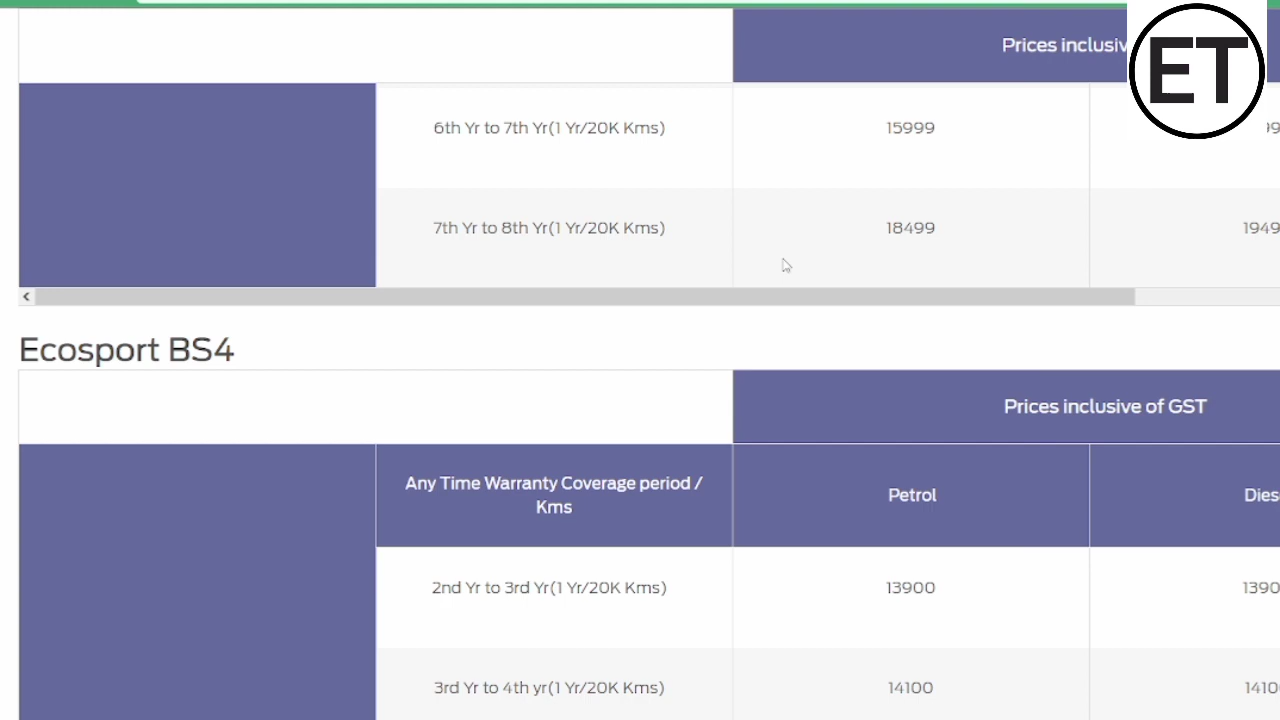 Prices inclusiv
ET
6th Yr to 7th Yr(1 Yr/20K Kms) 15999
7th Yr to 8th Yr(1 Yr/20K Kms) 18499 1949
Ecosport BS4
Prices inclusive of GST
Any Time Warranty Coverage period /
Kms
Petrol Dies
2nd Yr to 3rd Yr(1 Yr/20K Kms) 13900 1390
3rd Yr to 4th yr(1 Yr/20K Kms) 14100 1410